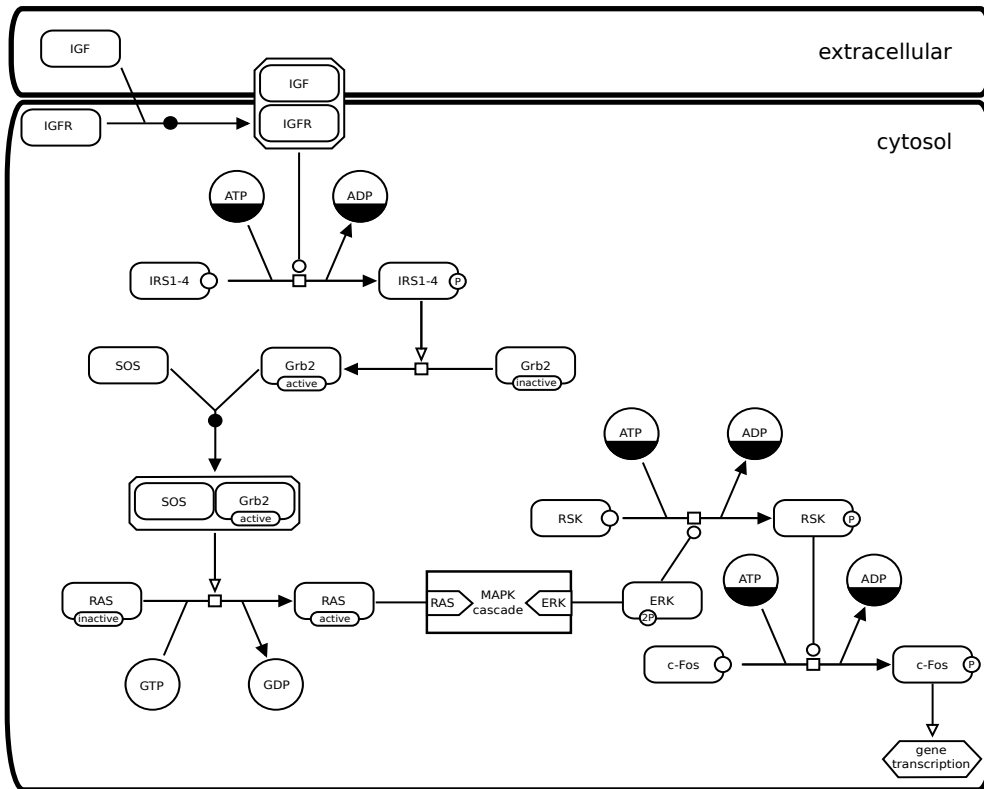 IGF
extracellular
IGF
IGFR
IGFR
cytosol
ATP
ADP
IRS1-4
IRS1-4
P
SOS
Grb2
active
Grb2
inactive
ATP
ADP
SOS
Grb2
active
RSK
RSK
P
ATP
ADP
RAS
inactive
RAS
active
RAS
MAPK
cascade
ERK
ERK
2P
GTP
GDP
c-Fos
c-Fos
P
gene
transcription